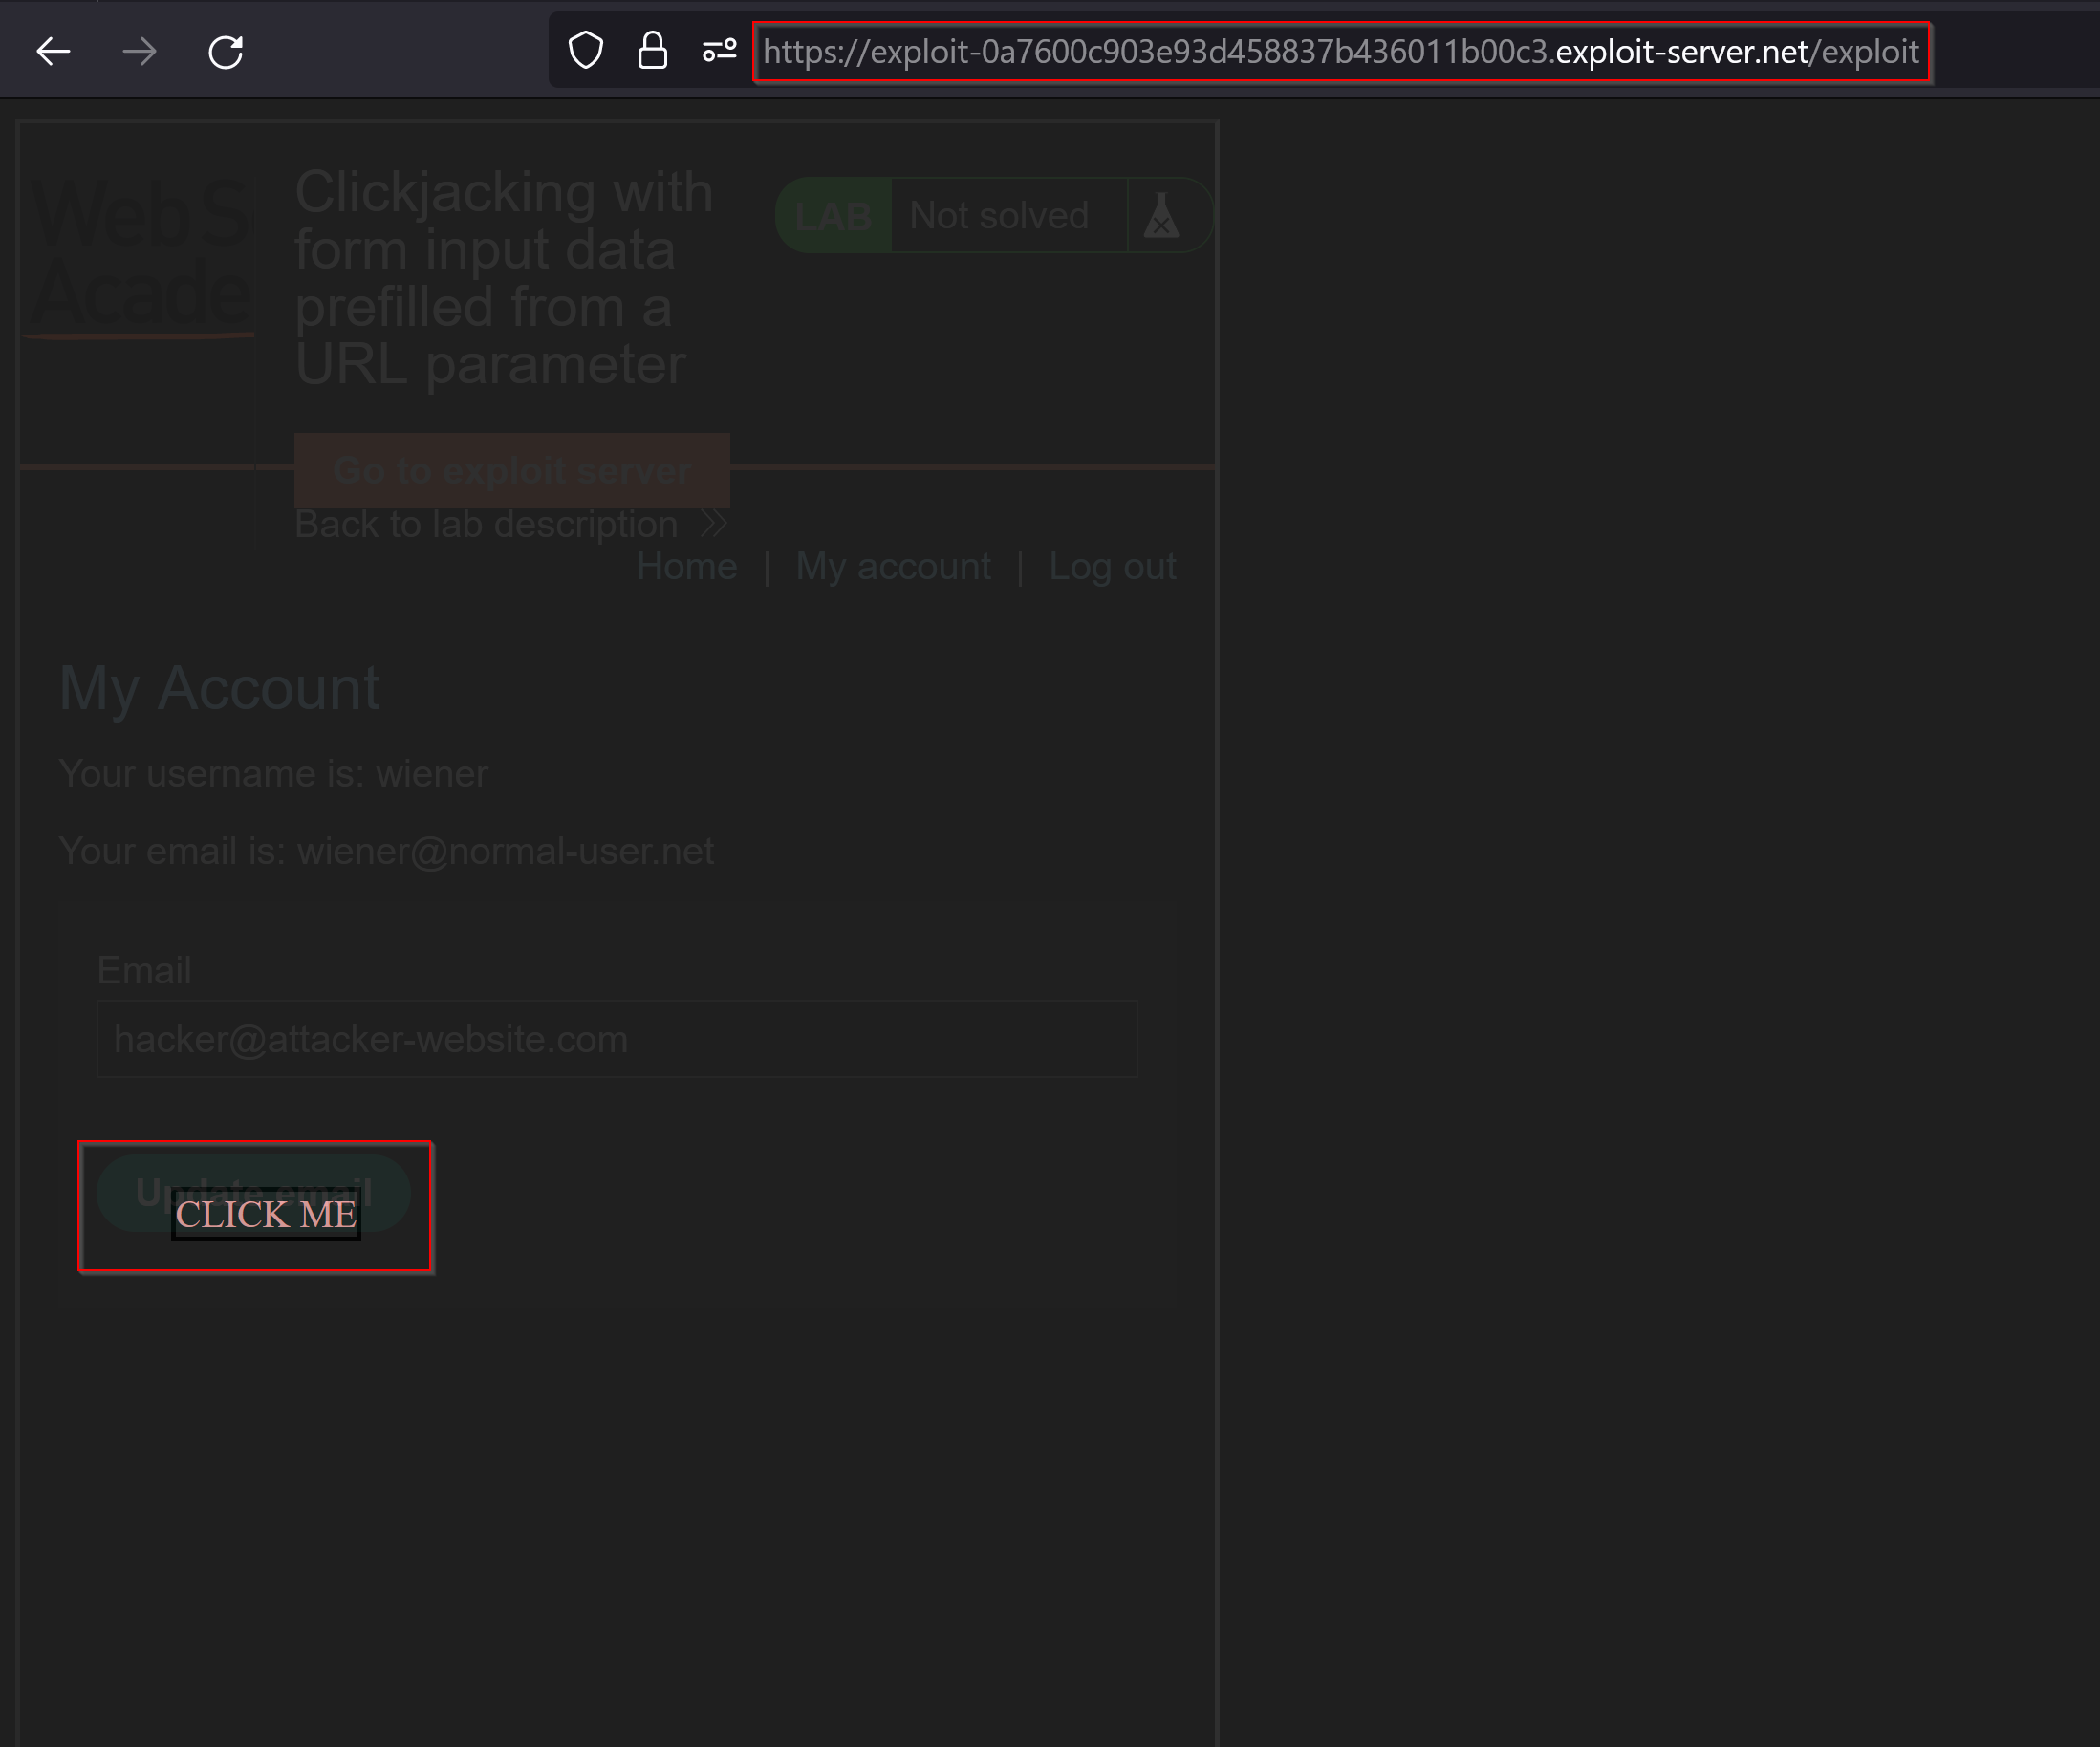 https://exploit-0a7600c903e93d458837b436011b00c3.exploit-server.net/exploit
Web S
Acade
Clickjacking with
form input data
prefilled from a
URL parameter
LAB Not solved
Go to exploit server
Back to lab description
Home | My account | Log out
My Account
Your username is: wiener
Your email is: wiener@normal-user.net
Email
hacker@attacker-website.com
Update email
CLICK ME